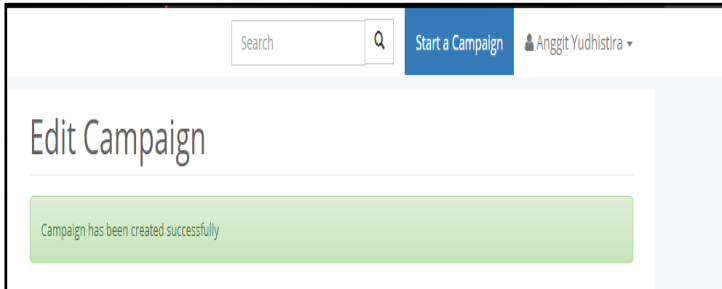 Search Start a Campaign Anggit Yudhistira
Edit Campaign
Campaign has been created successfully